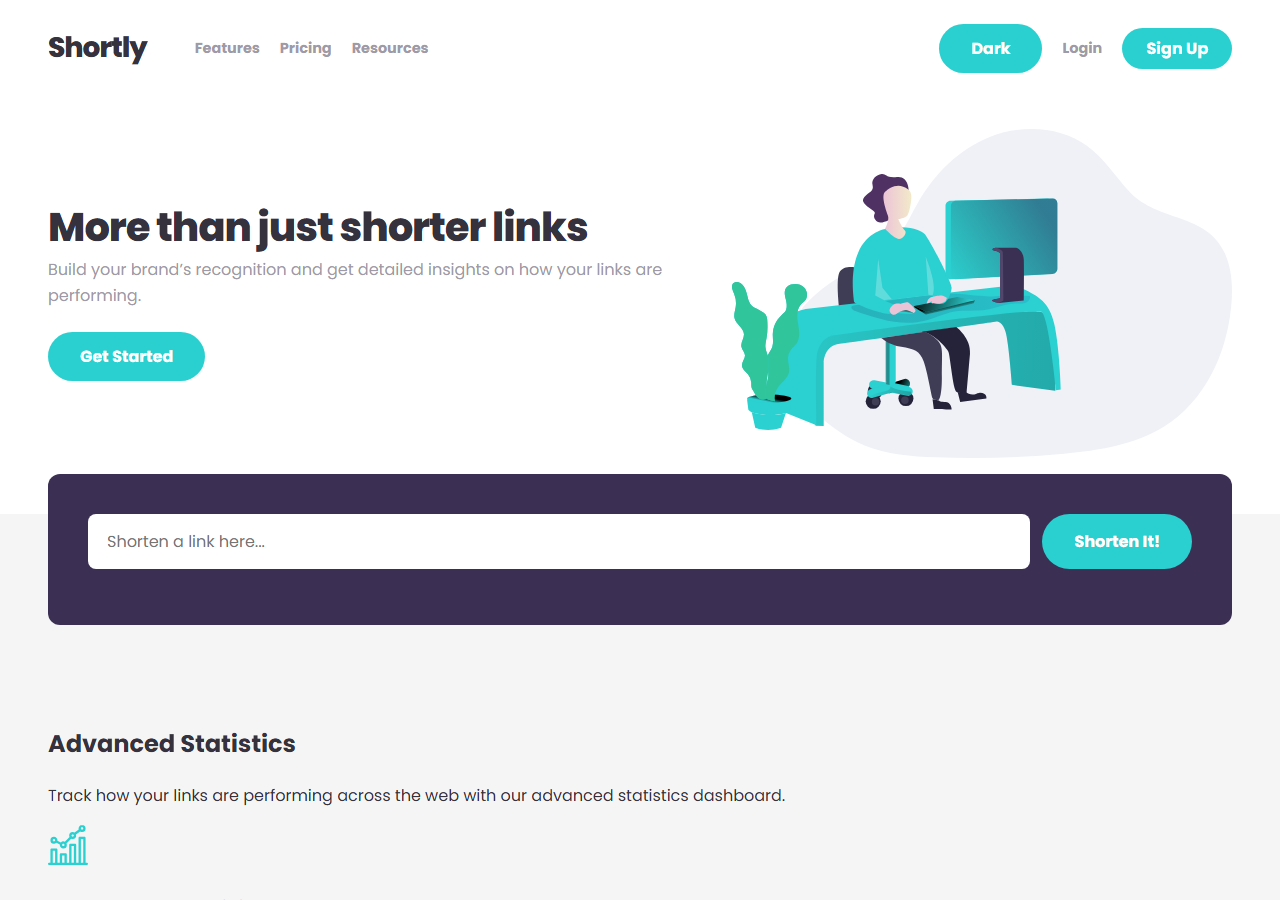 Shortly
Features Pricing Resources
Dark
Login
Sign Up
More than just shorter links
Build your brand’s recognition and get detailed insights on how your links are
performing.
Get Started
Shorten a link here...
Shorten It!
Advanced Statistics
Track how your links are performing across the web with our advanced statistics dashboard.